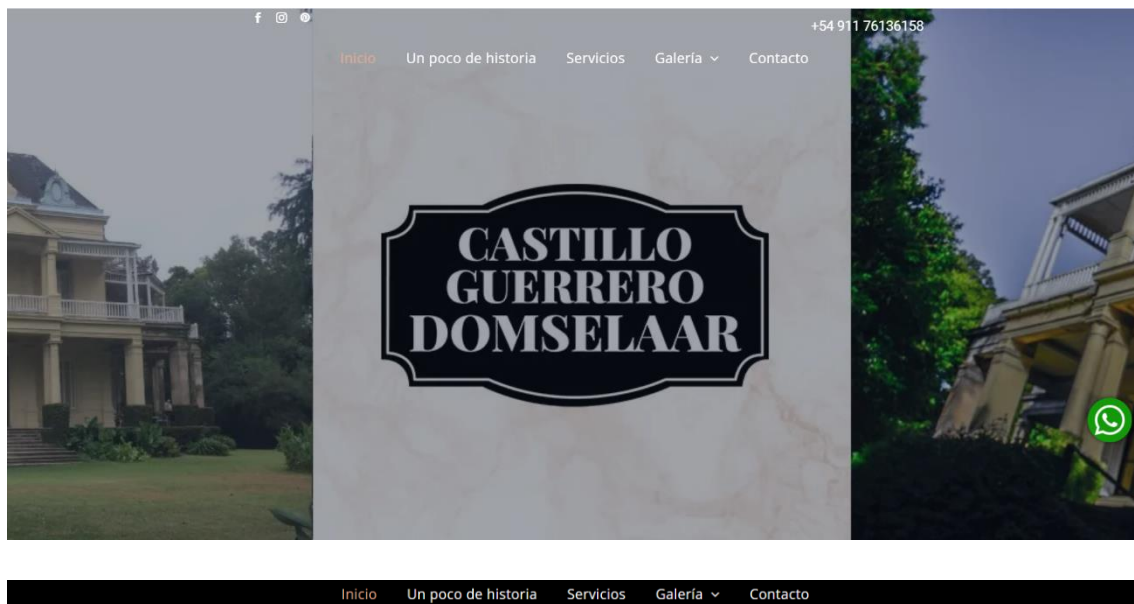 +54 911 76136158
Inicio Un poco de historia Servicios Galería Contacto
CASTILLO
GUERRERO
DOMSELAAR
Inicio Un poco de historia Servicios Galería Contacto